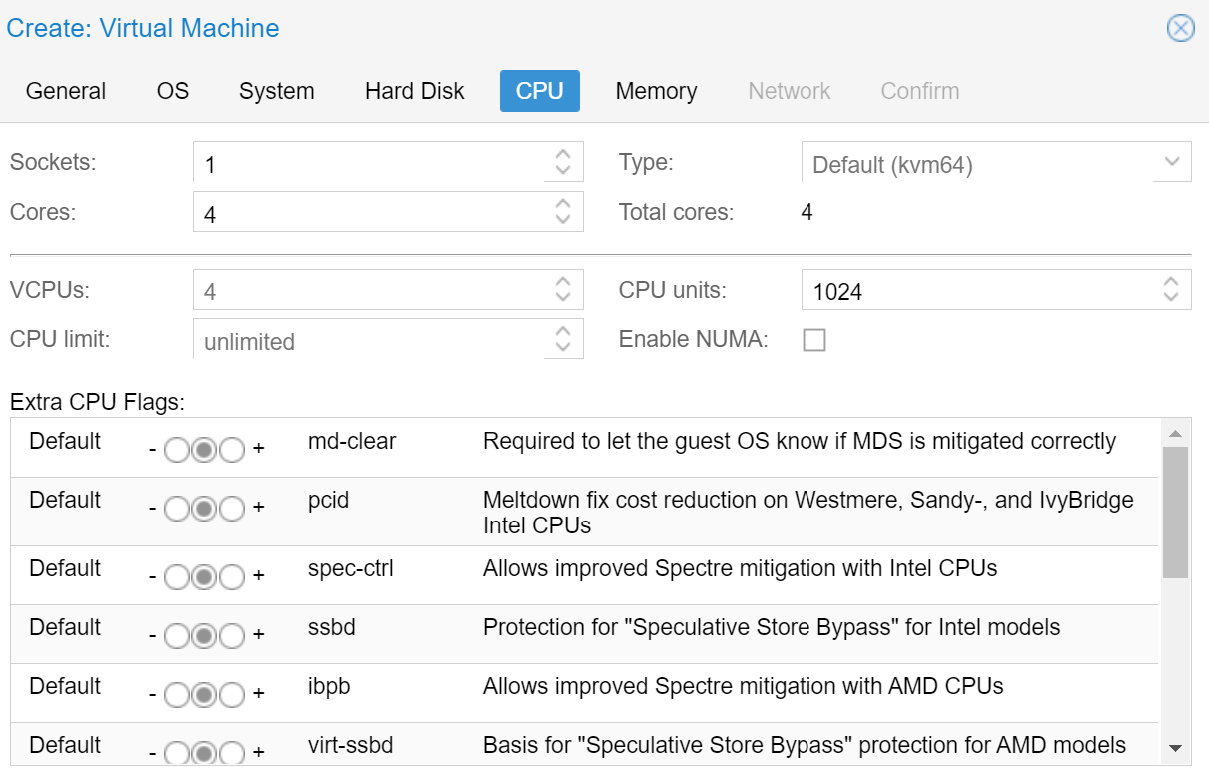 Create: Virtual Machine
General OS System Hard Disk CPU Memory Network Confirm
Sockets: 1 Type: Default (kvm64)
Cores: 4 Total cores: 4
VCPUs: 4 CPU units: 1024
CPU limit: unlimited Enable NUMA:
Extra CPU Flags:
Default - + md-clear Required to let the guest OS know if MDS is mitigated correctly
Default - + pcid Meltdown fix cost reduction on Westmere, Sandy-, and IvyBridge
Intel CPUs
Default - + spec-ctrl Allows improved Spectre mitigation with Intel CPUs
Default - + ssbd Protection for "Speculative Store Bypass" for Intel models
Default - + ibpb Allows improved Spectre mitigation with AMD CPUs
Default - + virt-ssbd Basis for "Speculative Store Bypass" protection for AMD models